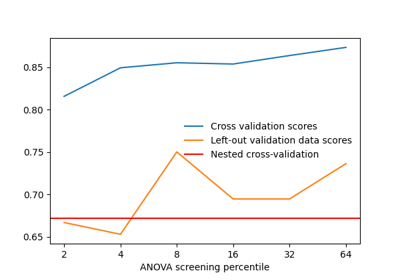 0.85
0.80
0.75
0.70
0.65
Cross validation scores
Left-out validation data scores
Nested cross-validation
2 4 8 16 32 64
ANOVA screening percentile